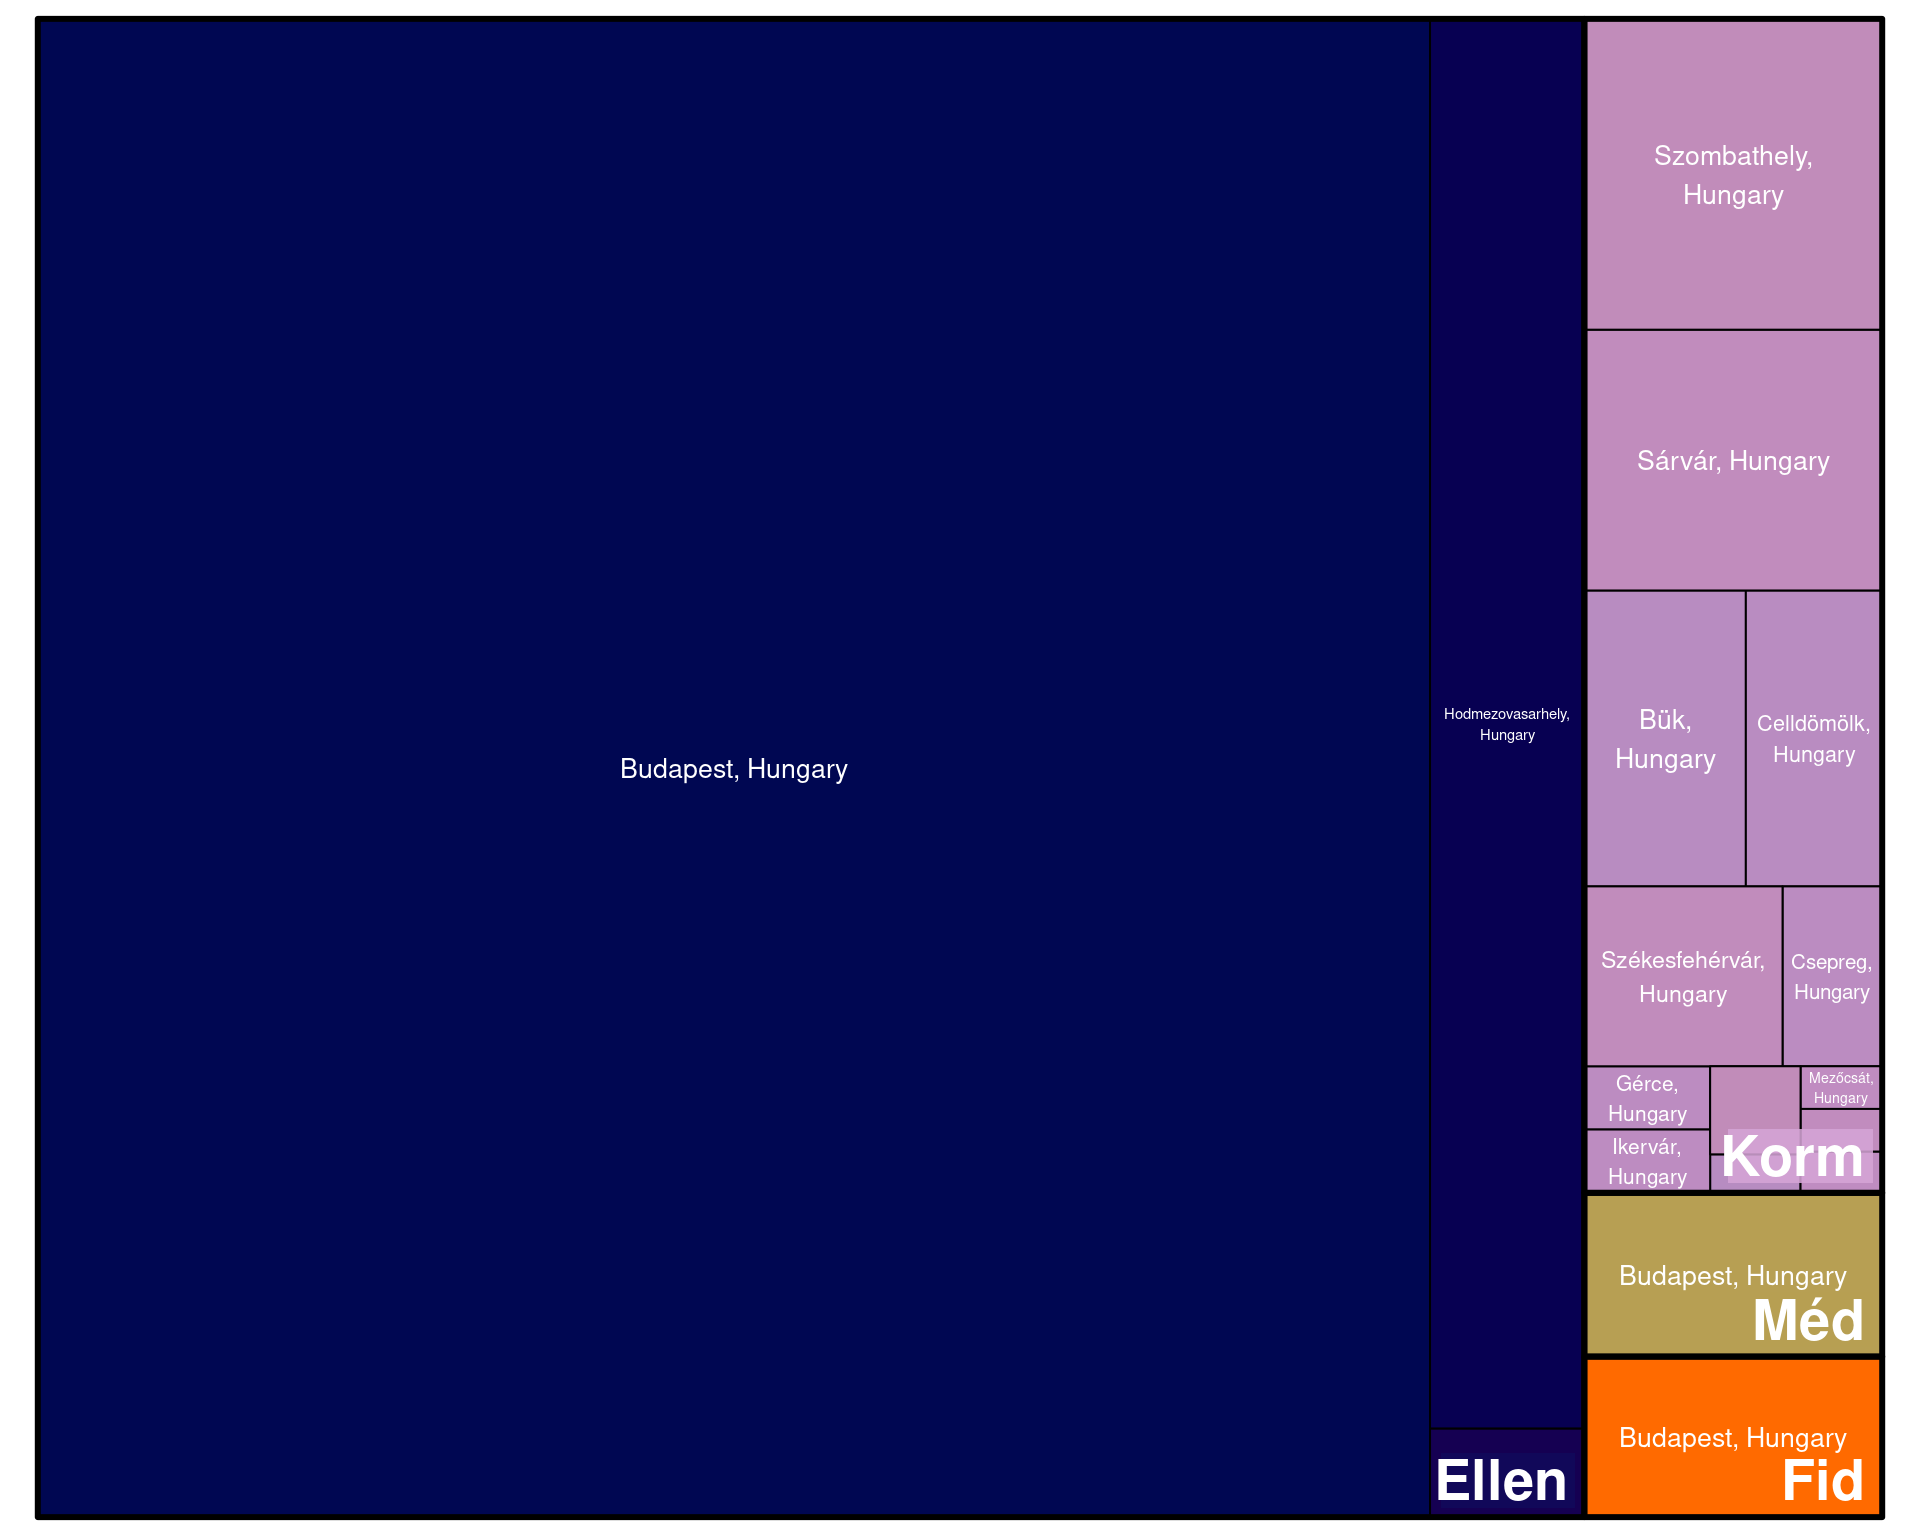 Budapest, Hungary
Hodmezovasarhely,
Hungary
Ellen
Szombathely,
Hungary
Sárvár, Hungary
Bük,
Hungary
Celldömölk,
Hungary
Székesfehérvár,
Hungary
Csepreg,
Hungary
Gérce,
Hungary
Mezőcsát,
Hungary
Ikervár,
Hungary
Korm
Budapest, Hungary
Méd
Budapest, Hungary
Fid